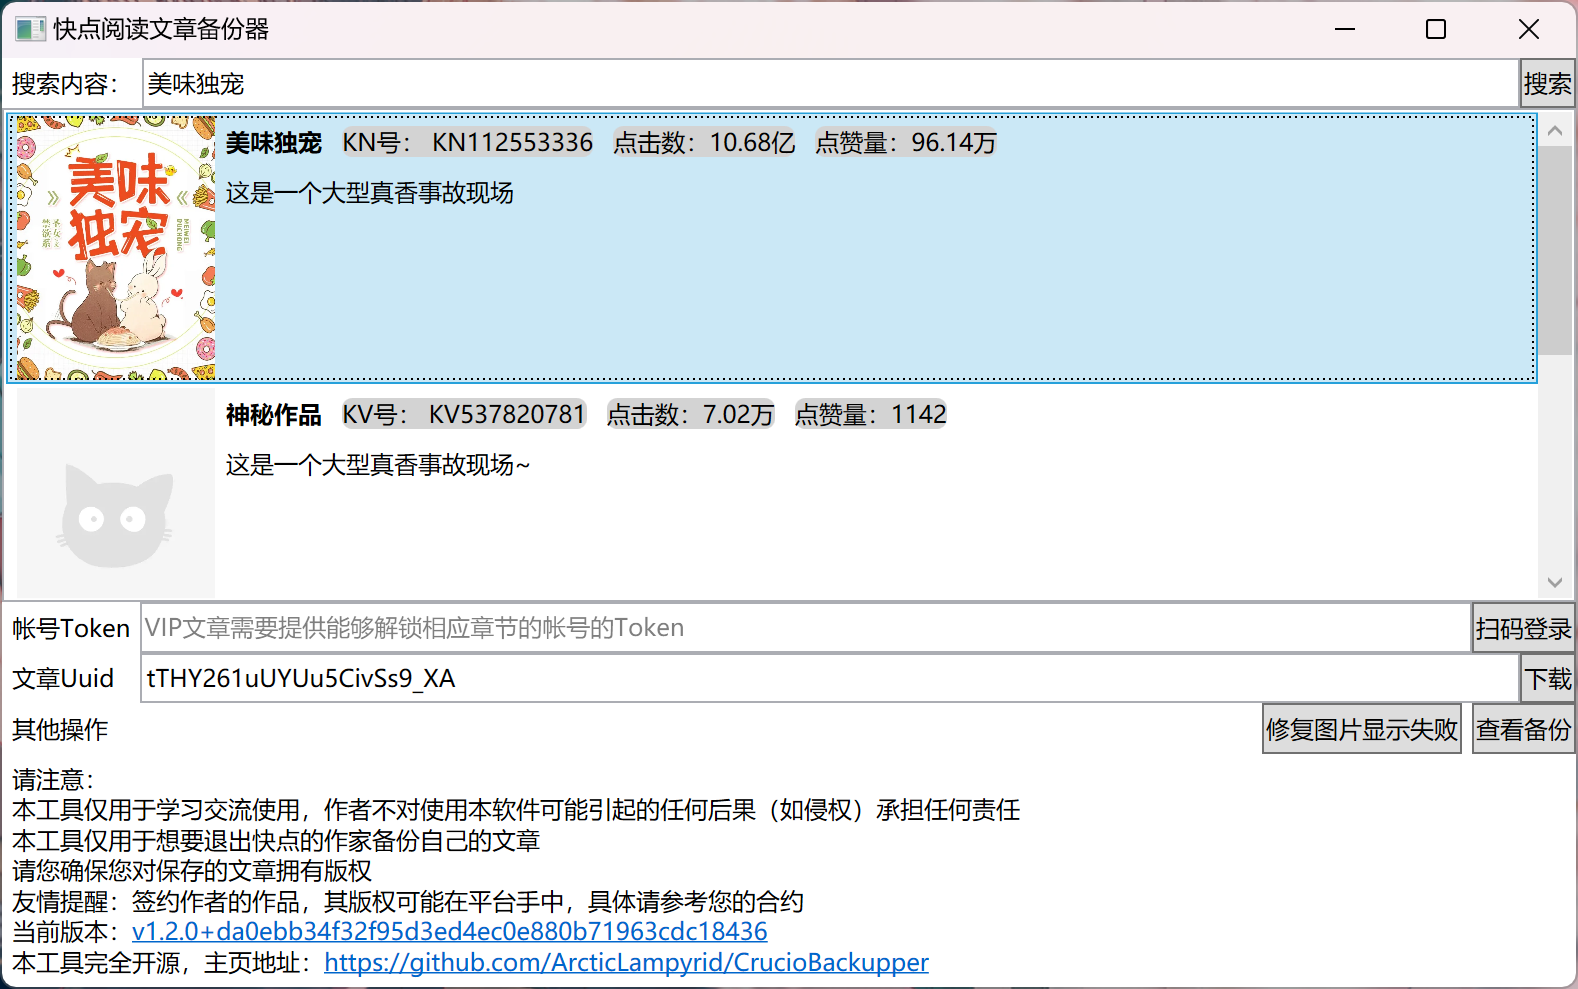 快点阅读文章备份器
搜索内容： 美味独宠 搜索
美味
独宠
MEIWEI
DUCHONG
美味独宠 KN号： KN112553336 点击数：10.68亿 点赞量：96.14万
这是一个大型真香事故现场
神秘作品 KV号： KV537820781 点击数：7.02万 点赞量：1142
这是一个大型真香事故现场~
帐号Token VIP文章需要提供能够解锁相应章节的帐号的Token 扫码登录
文章Uuid tTHY261uUYUu5CivSs9_XA 下载
其他操作 修复图片显示失败 查看备份
请注意：
本工具仅用于学习交流使用，作者不对使用本软件可能引起的任何后果（如侵权）承担任何责任
本工具仅用于想要退出快点的作家备份自己的文章
请您确保您对保存的文章拥有版权
友情提醒：签约作者的作品，其版权可能在平台手中，具体请参考您的合约
当前版本：v1.2.0+da0ebb34f32f95d3ed4ec0e880b71963cdc18436
本工具完全开源，主页地址：https://github.com/ArcticLampyrid/CrucioBackupper